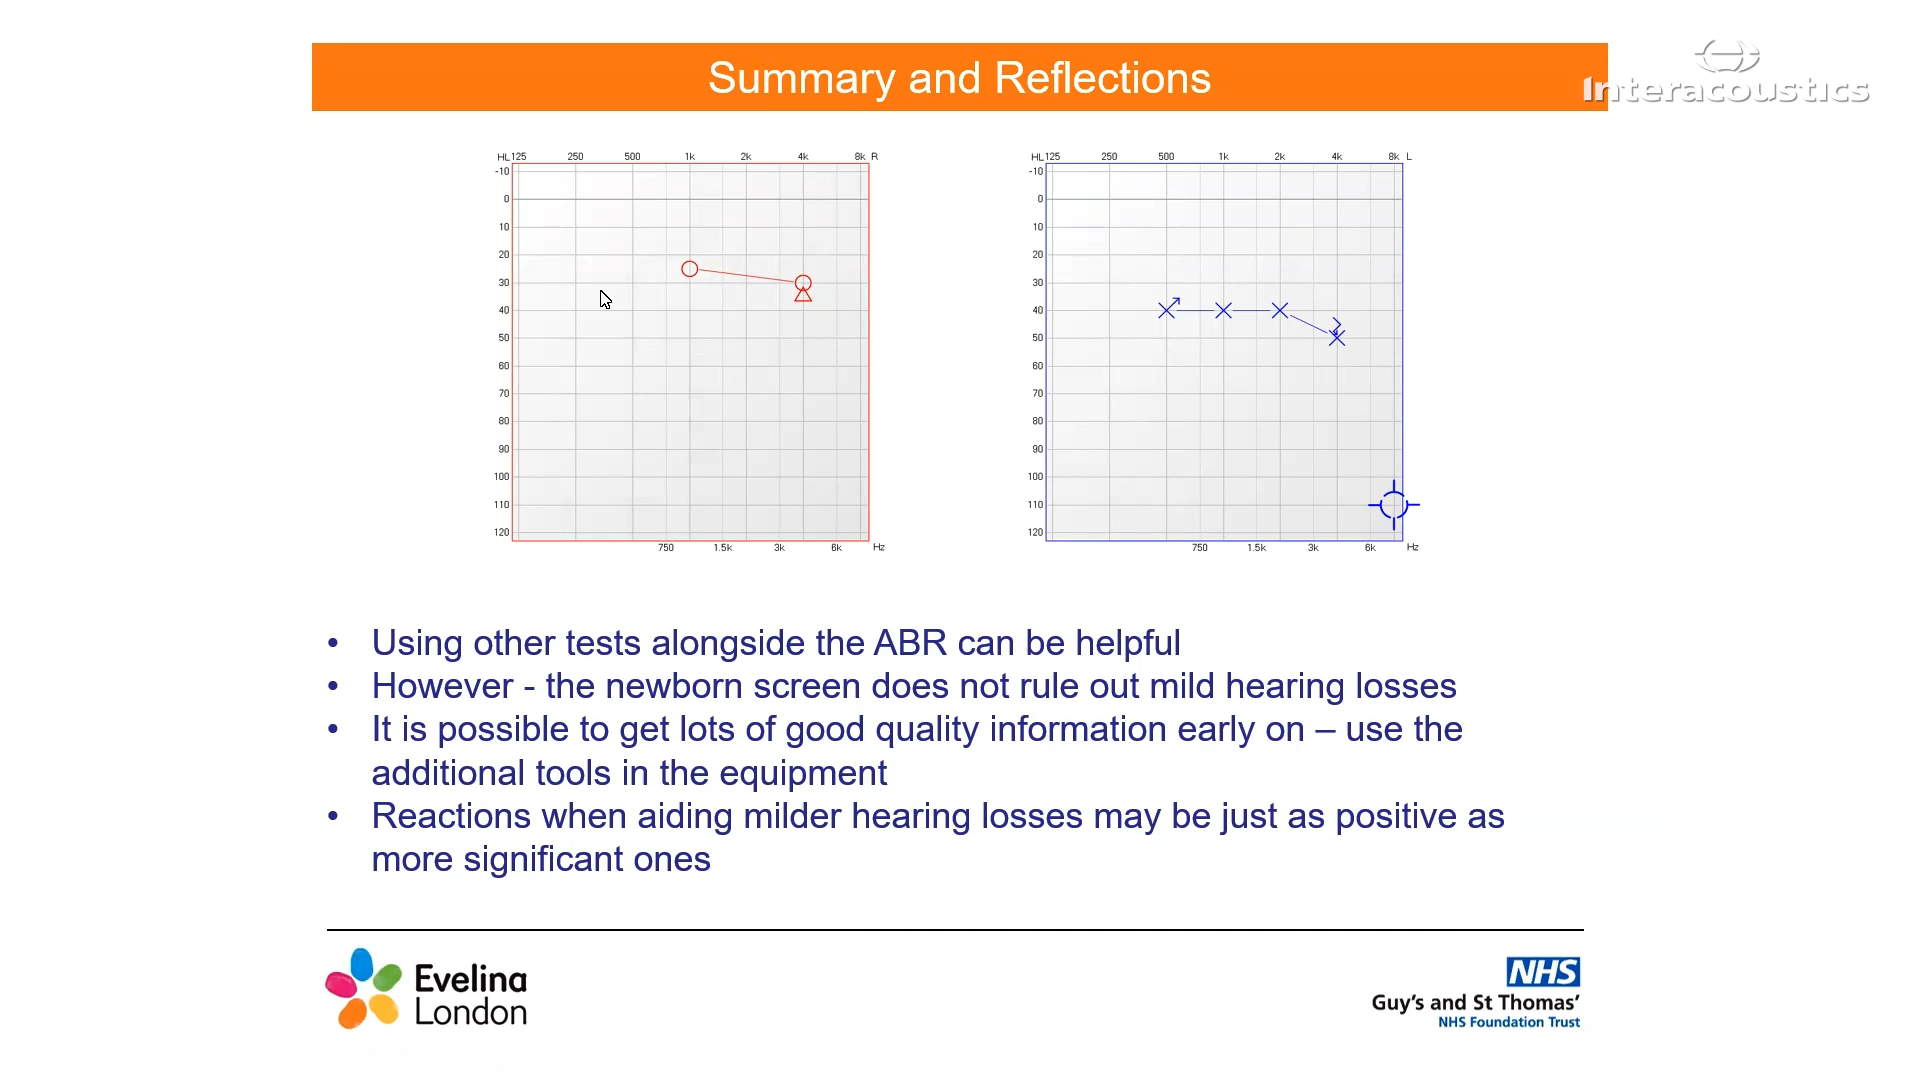 Summary and Reflections
Interacoustics
HL 125 250 500 1k 2k 4k 8k R
-10
0
10
20
30
40
50
60
70
80
90
100
110
120
750 1.5k 3k 6k Hz
HL 125 250 500 1k 2k 4k 8k L
-10
0
10
20
30
40
50
60
70
80
90
100
110
120
750 1.5k 3k 6k Hz
• Using other tests alongside the ABR can be helpful
• However - the newborn screen does not rule out mild hearing losses
• It is possible to get lots of good quality information early on – use the
additional tools in the equipment
• Reactions when aiding milder hearing losses may be just as positive as
more significant ones
Evelina
London
NHS
Guy's and St Thomas'
NHS Foundation Trust